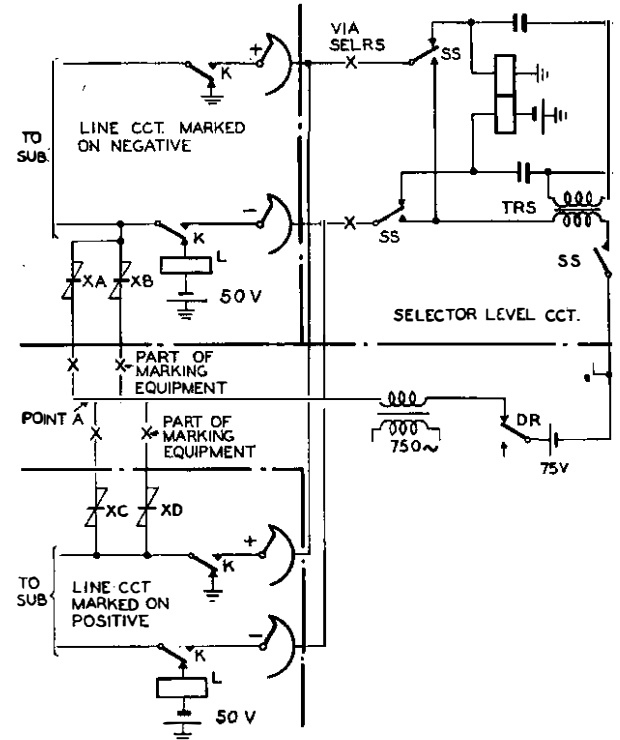 VIA
SELRS
+
K
SS
TO
SUB.
LINE CCT. MARKED
ON NEGATIVE
−
K
SS
TRS
L
XA
XB
50 V
SS
SELECTOR LEVEL CCT.
PART OF
MARKING
EQUIPMENT
POINT A
PART OF
MARKING
EQUIPMENT
750~
DR
75V
XC
XD
+
K
TO
SUB
LINE CCT
MARKED ON
POSITIVE
−
K
L
50 V